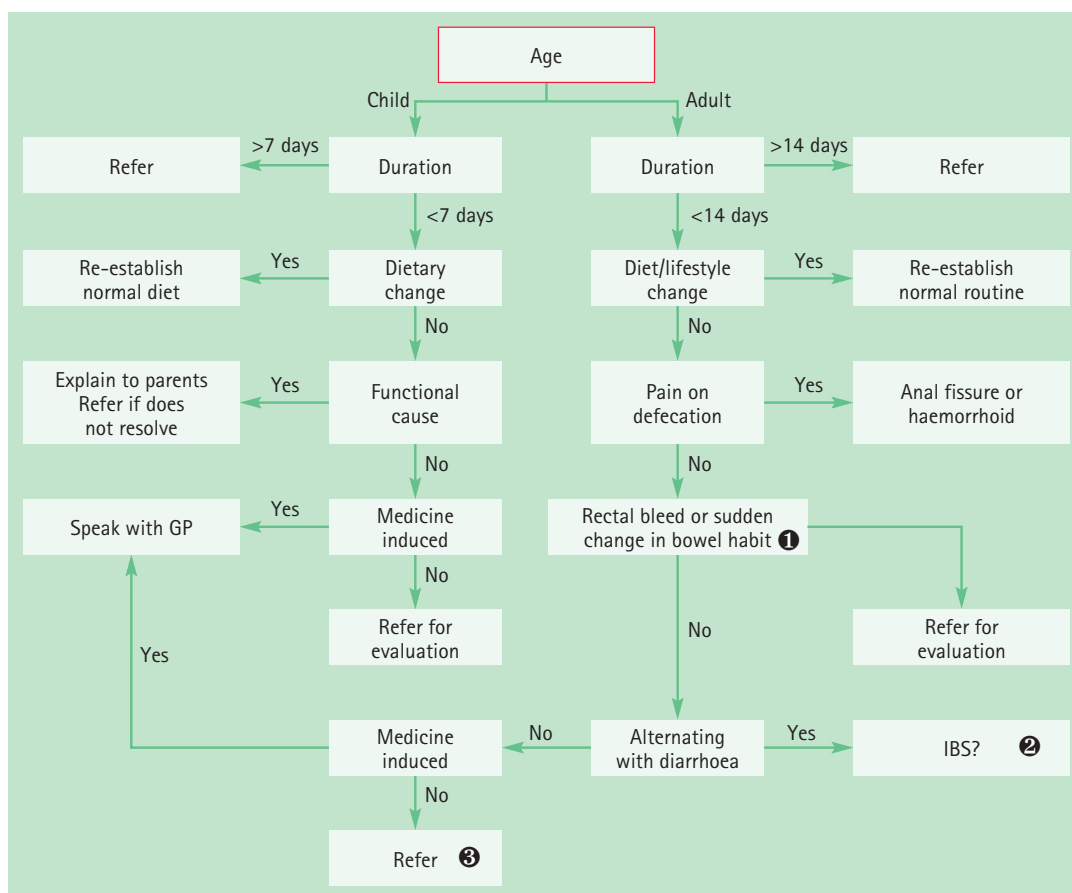 Age
Child
Adult
Refer
>7 days
Duration
Duration
>14 days
Refer
<7 days
<14 days
Re-establish
normal diet
Yes
Dietary
change
Diet/lifestyle
change
Yes
Re-establish
normal routine
No
No
Explain to parents
Refer if does
not resolve
Yes
Functional
cause
Pain on
defecation
Yes
Anal fissure or
haemorrhoid
No
No
Speak with GP
Yes
Medicine
induced
Rectal bleed or sudden
change in bowel habit ❶
No
Refer for
evaluation
No
Refer for
evaluation
Yes
Medicine
induced
No
Alternating
with diarrhoea
Yes
IBS? ❷
No
Refer ❸